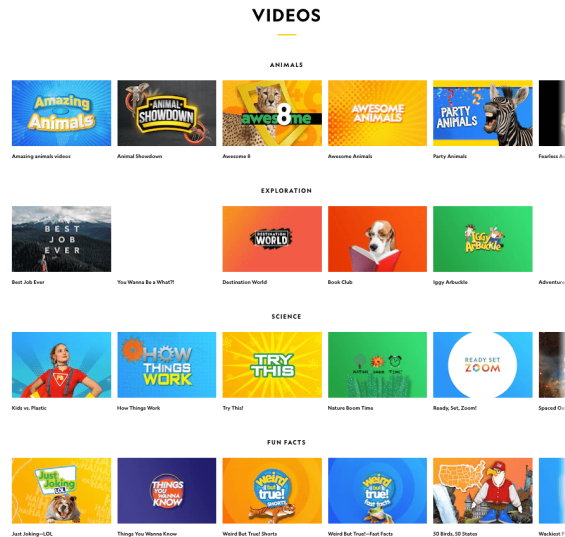 VIDEOS
ANIMALS
Amazing Animals
ANIMAL SHOWDOWN
awes8me
AWESOME ANIMALS
PARTY ANIMALS
Amazing animals videos
Animal Showdown
Awesome 8
Awesome Animals
Party Animals
Fearless
EXPLORATION
BEST JOB EVER
DESTINATION WORLD
Iggy ArBuckle
Best Job Ever
You Wanna Be a What?!
Destination World
Book Club
Iggy Arbuckle
SCIENCE
HOW THINGS WORK
TRY THIS
READY SET ZOOM
Kids vs. Plastic
How Things Work
Try This!
Nature Boom Time
Ready, Set, Zoom!
Spaced
FUN FACTS
Just Joking LOL
THINGS YOU WANNA KNOW
Weird but true! SHORTS
Weird but true! fast facts
Just Joking—LOL
Things You Wanna Know
Weird But True! Shorts
Weird But True!—Fast Facts
50 Birds, 50 States
Wackiest